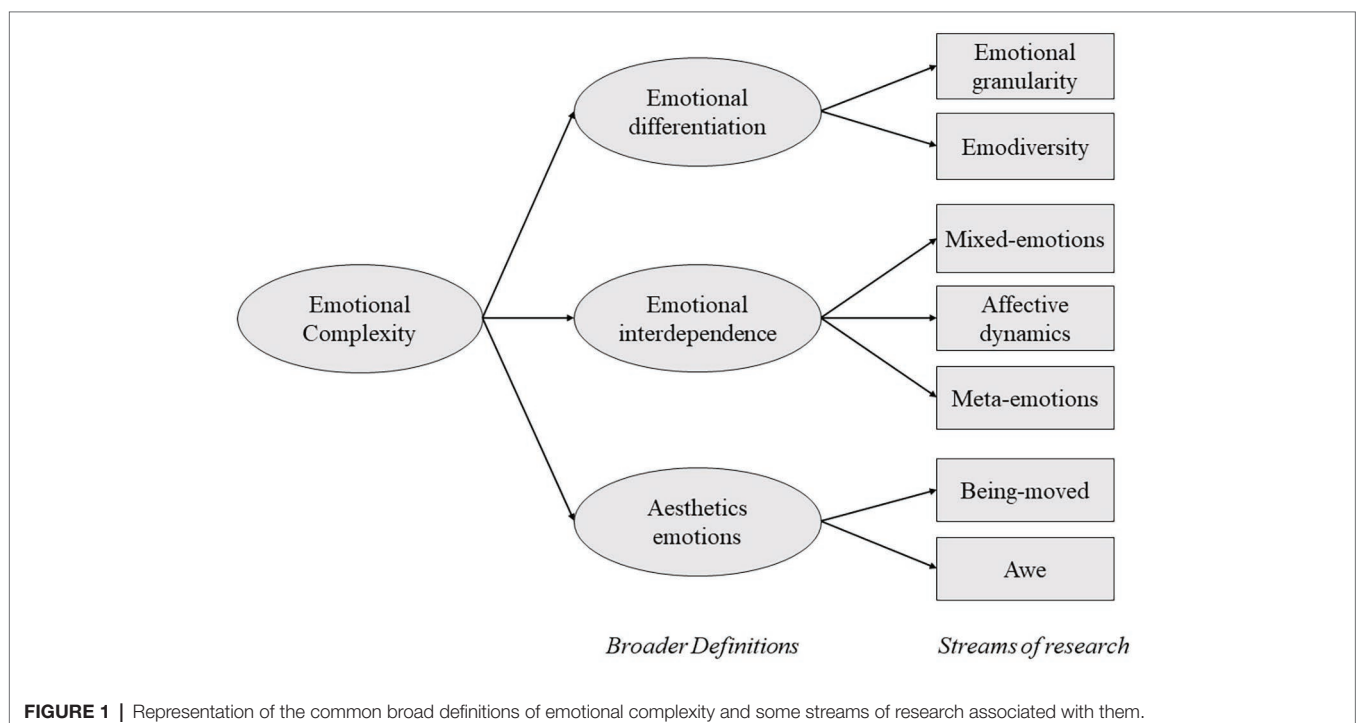 Emotional
granularity
Emotional
differentiation
Emodiversity
Mixed-emotions
Emotional
Complexity
Emotional
interdependence
Affective
dynamics
Meta-emotions
Aesthetics
emotions
Being-moved
Awe
Broader Definitions
Streams of research
FIGURE 1 | Representation of the common broad definitions of emotional complexity and some streams of research associated with them.